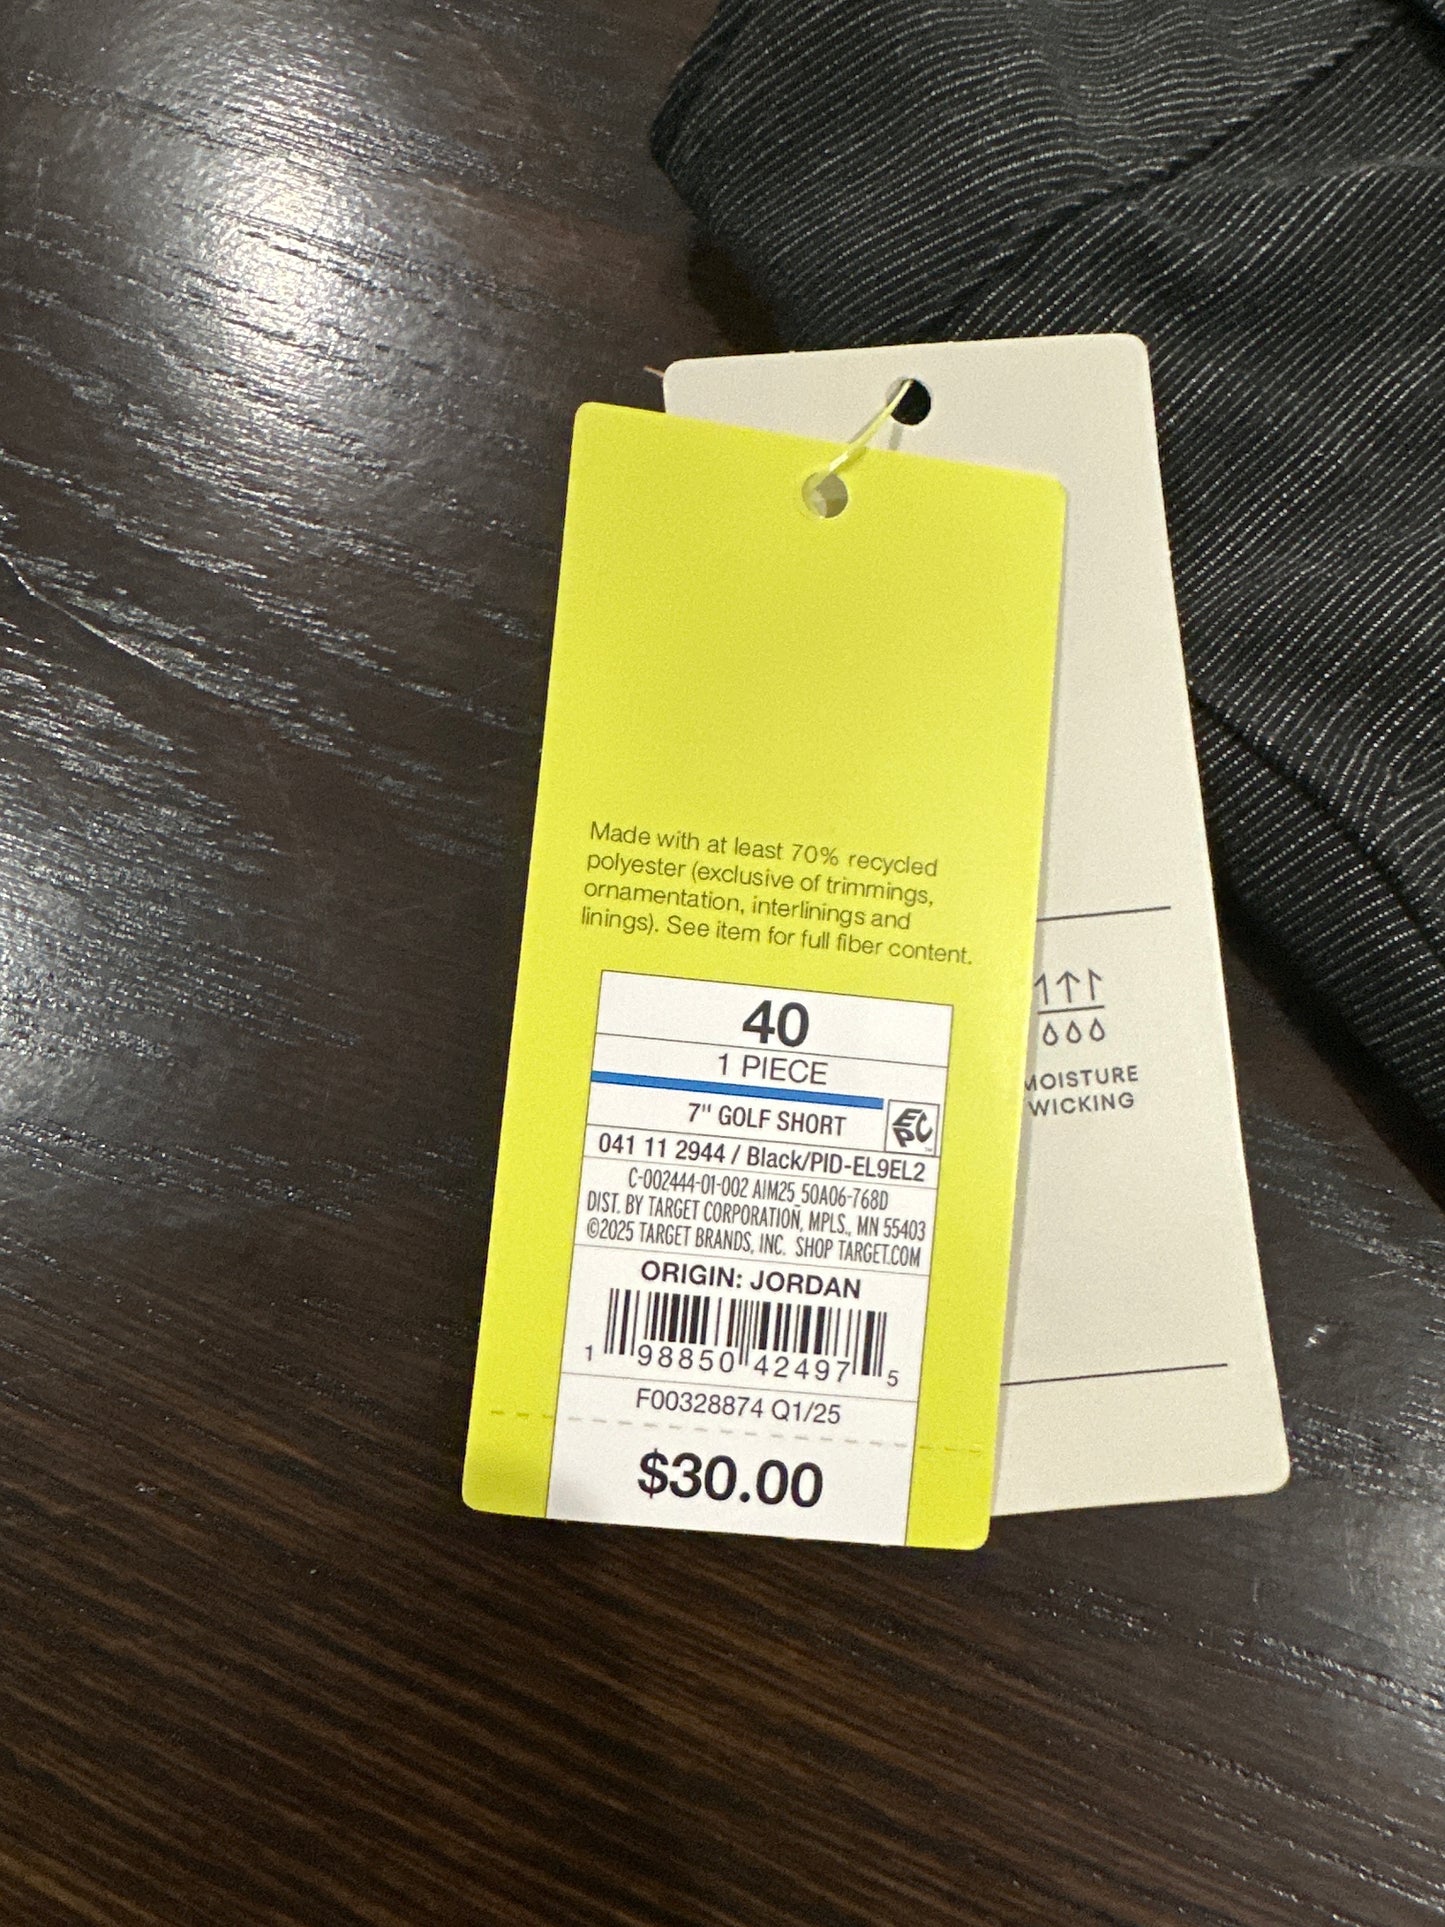 Made with at least 70% recycled
polyester (exclusive of trimmings,
ornamentation, interlinings and
linings). See item for full fiber content.
40
1 PIECE
7" GOLF SHORT
EPC
041 11 2944 / Black/PID-EL9EL2
C-002444-01-002 AIM25_50A06-768D
DIST. BY TARGET CORPORATION, MPLS., MN 55403
©2025 TARGET BRANDS, INC. SHOP TARGET.COM
ORIGIN: JORDAN
1 98850 42497 5
F00328874 Q1/25
$30.00
MOISTURE
WICKING